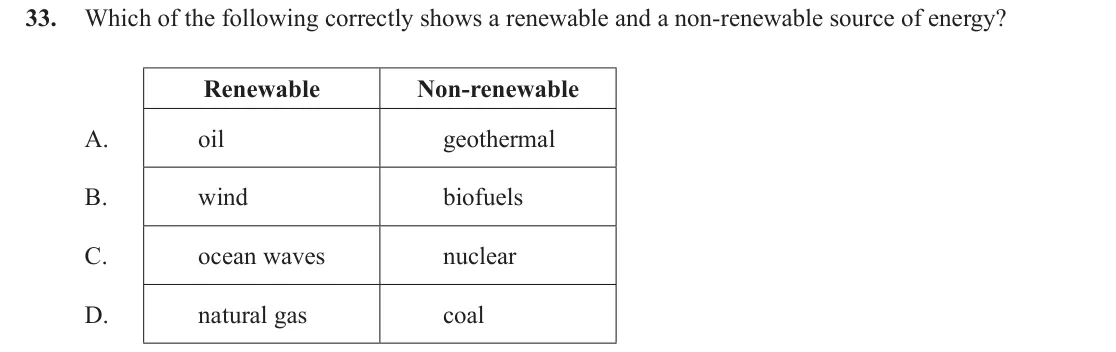 33. Which of the following correctly shows a renewable and a non-renewable source of energy?
Renewable Non-renewable
A. oil geothermal
B. wind biofuels
C. ocean waves nuclear
D. natural gas coal